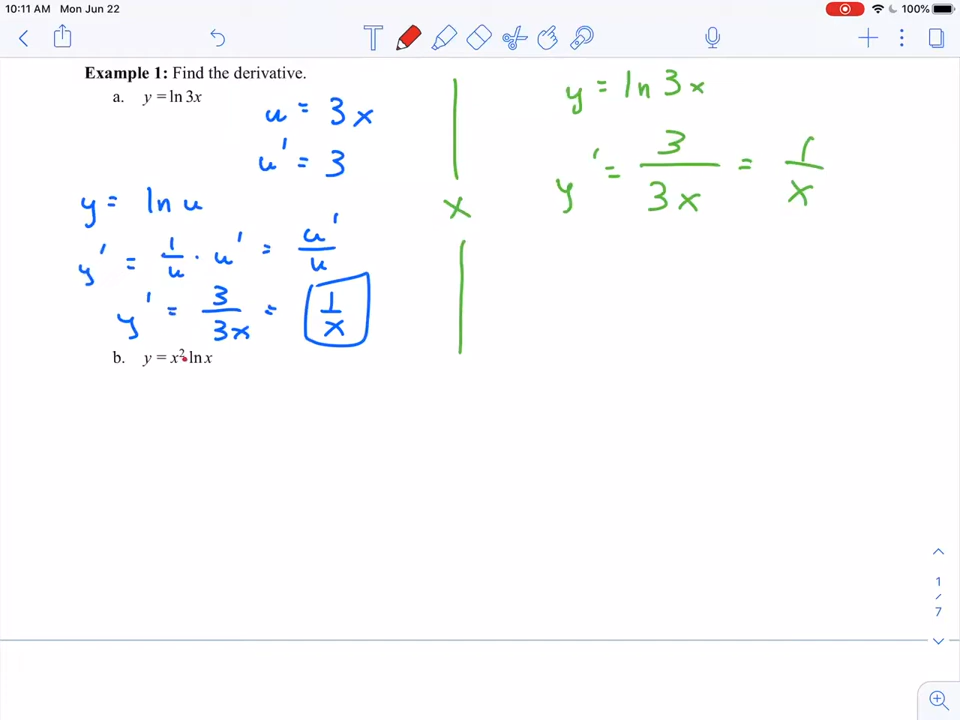 10:11 AM Mon Jun 22
100%
T
Example 1: Find the derivative.
a. y = ln 3x
u = 3x
u' = 3
y = ln u
y' = 1/u · u' = u'/u
y' = 3/3x = 1/x
x
y = ln 3x
y' = 3/3x = 1/x
b. y = x² ln x
1
/
7